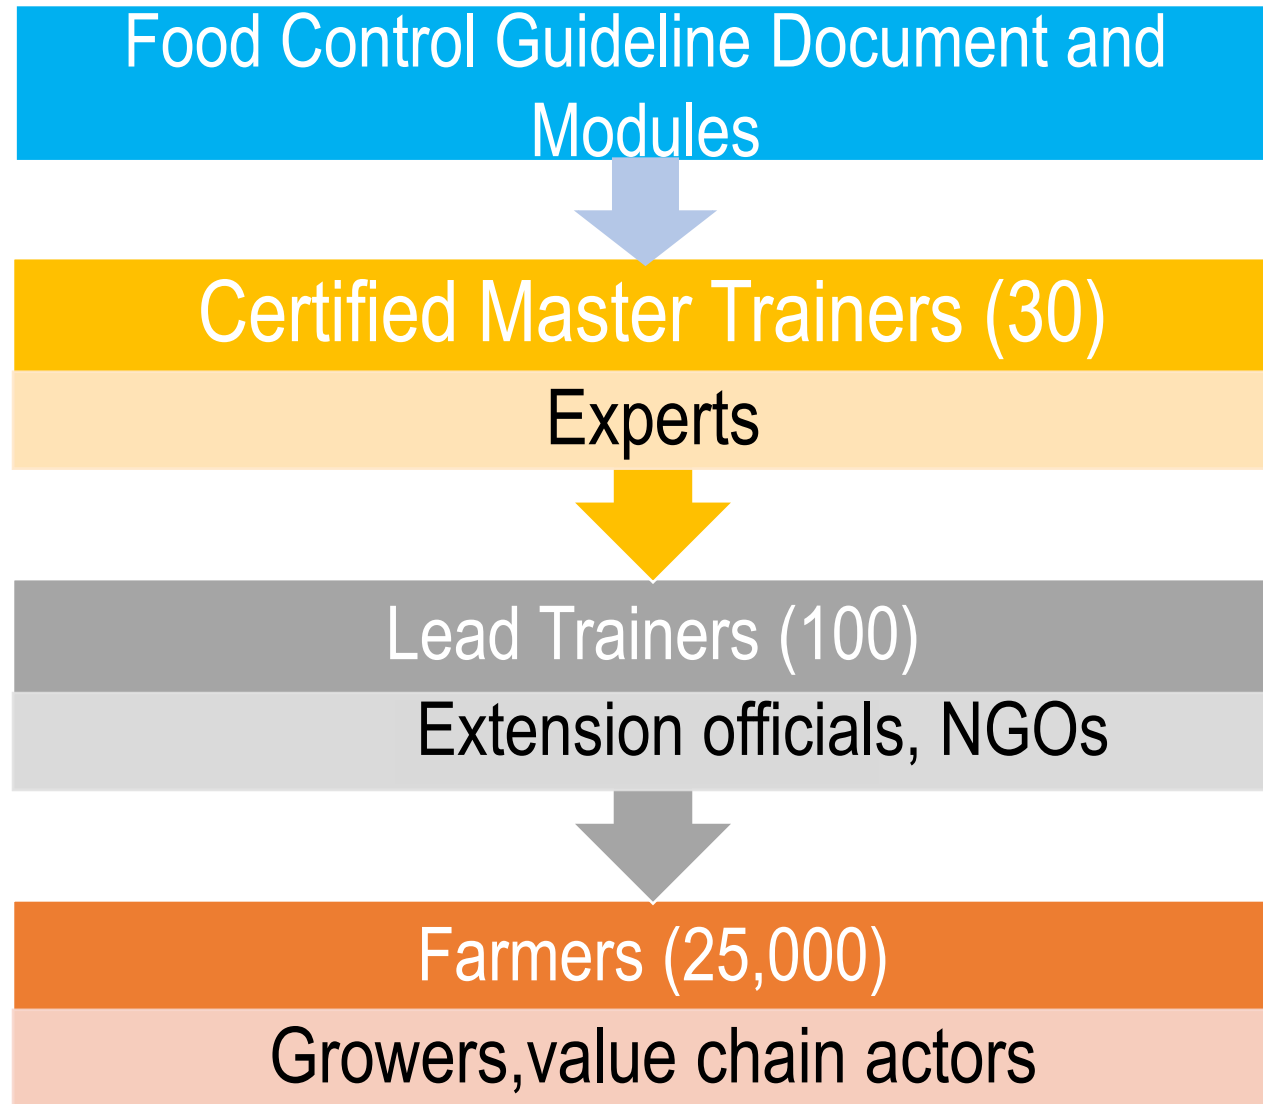 Food Control Guideline Document and
Modules
Certified Master Trainers (30)
Experts
Lead Trainers (100)
Extension officials, NGOs
Farmers (25,000)
Growers,value chain actors